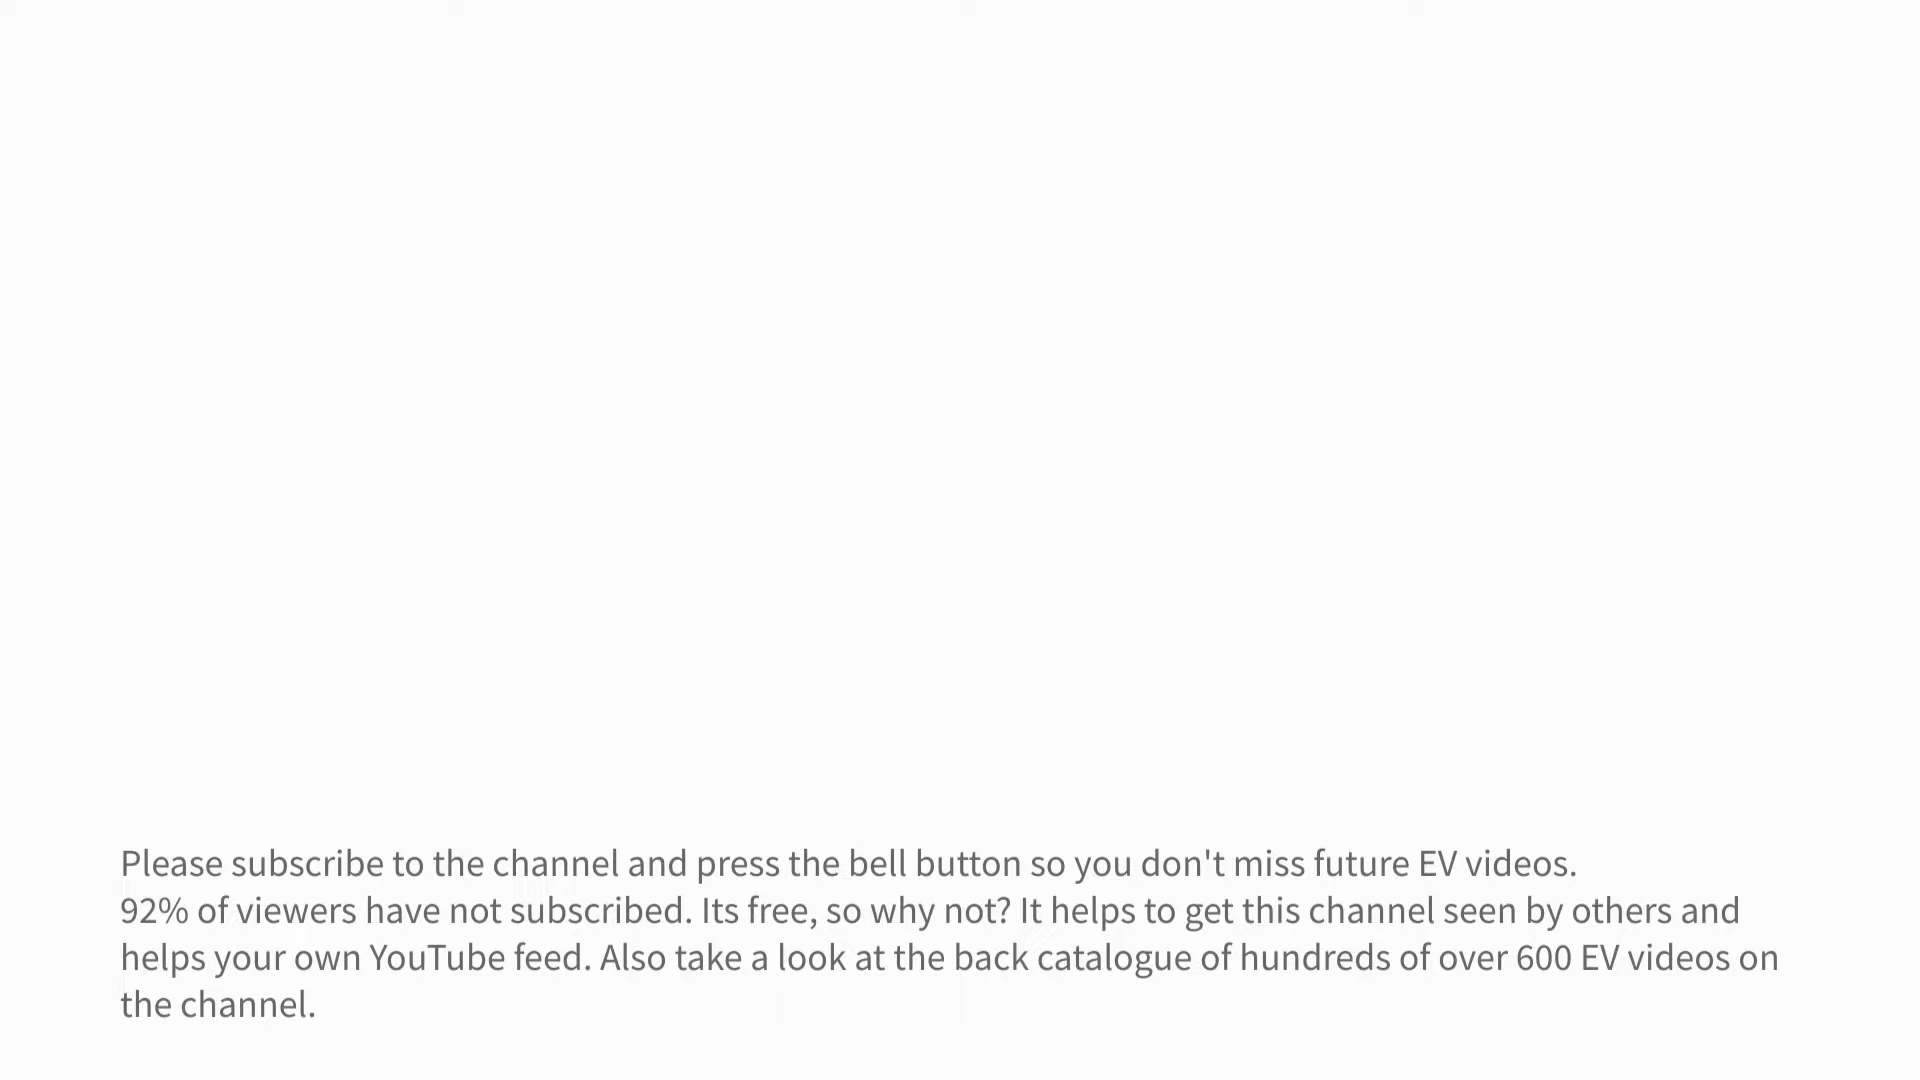 Please subscribe to the channel and press the bell button so you don't miss future EV videos.
92% of viewers have not subscribed. Its free, so why not? It helps to get this channel seen by others and
helps your own YouTube feed. Also take a look at the back catalogue of hundreds of over 600 EV videos on
the channel.